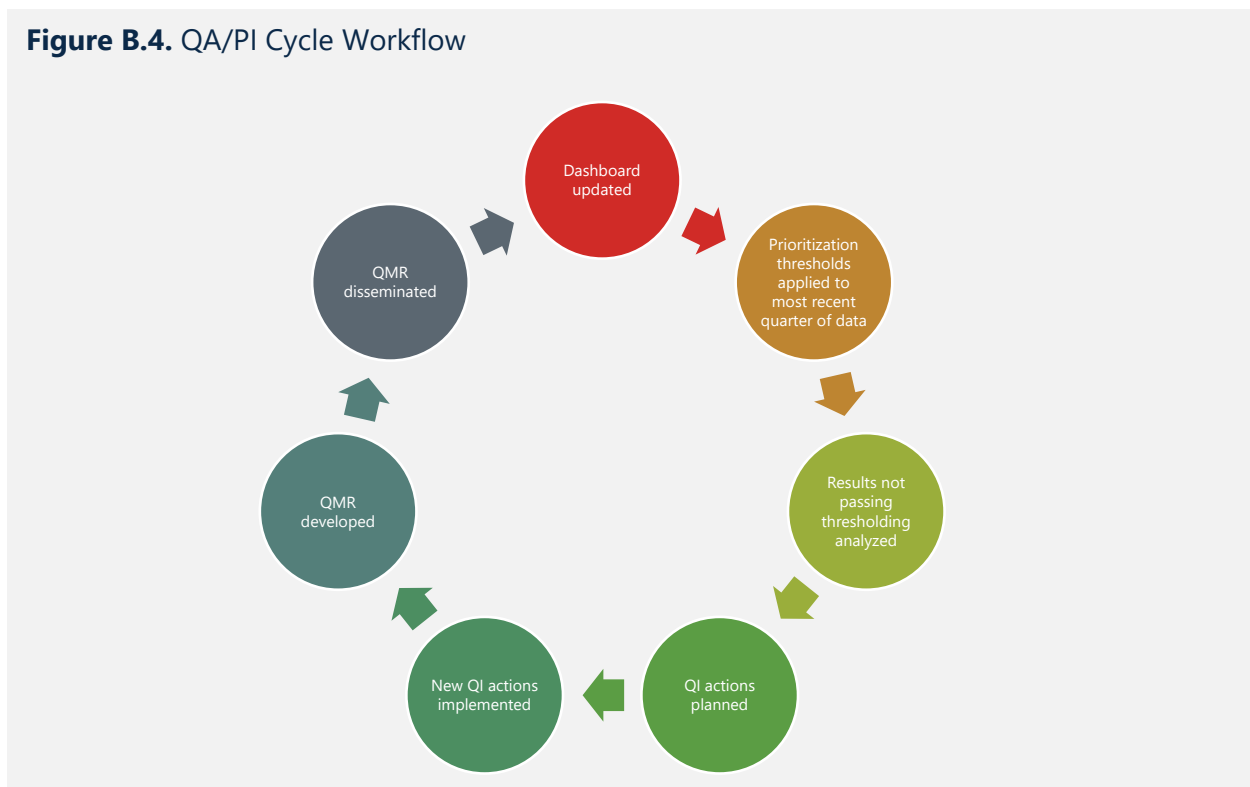 Figure B.4. QA/PI Cycle Workflow
Dashboard
updated
Prioritization
thresholds
applied to
most recent
quarter of data
Results not
passing
thresholding
analyzed
QI actions
planned
New QI actions
implemented
QMR
developed
QMR
disseminated